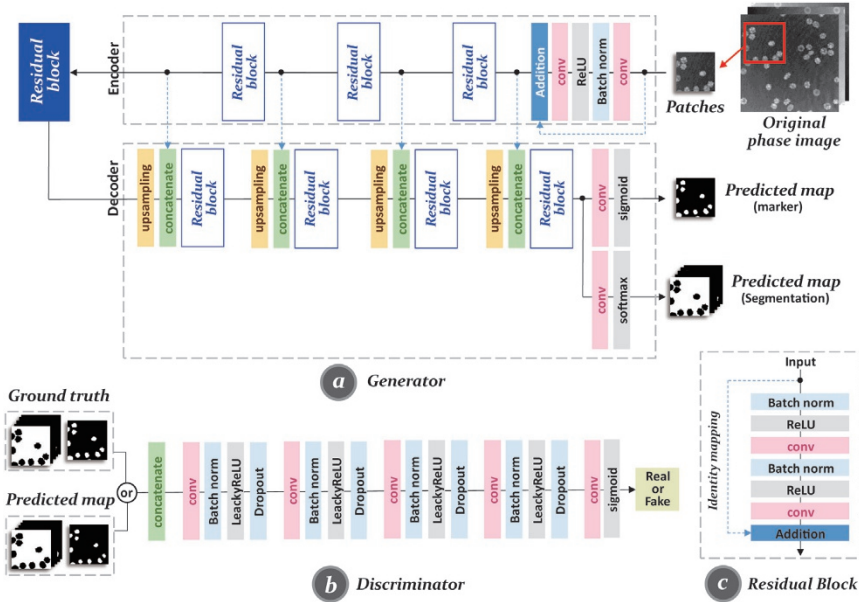 Encoder
Residual
block
Residual
block
Residual
block
Residual
block
Addition
conv
ReLU
Batch norm
conv
Patches
Original
phase image
Decoder
upsampling
concatenate
Residual
block
upsampling
concatenate
Residual
block
upsampling
concatenate
Residual
block
upsampling
concatenate
Residual
block
conv
sigmoid
Predicted map
(marker)
conv
softmax
Predicted map
(Segmentation)
a Generator
Ground truth
or
Predicted map
concatenate
conv
Batch norm
LeackyReLU
Dropout
conv
Batch norm
LeackyReLU
Dropout
conv
Batch norm
LeackyReLU
Dropout
conv
Batch norm
LeackyReLU
Dropout
conv
sigmoid
Real
or
Fake
b Discriminator
Input
Identity mapping
Batch norm
ReLU
conv
Batch norm
ReLU
conv
Addition
c Residual Block